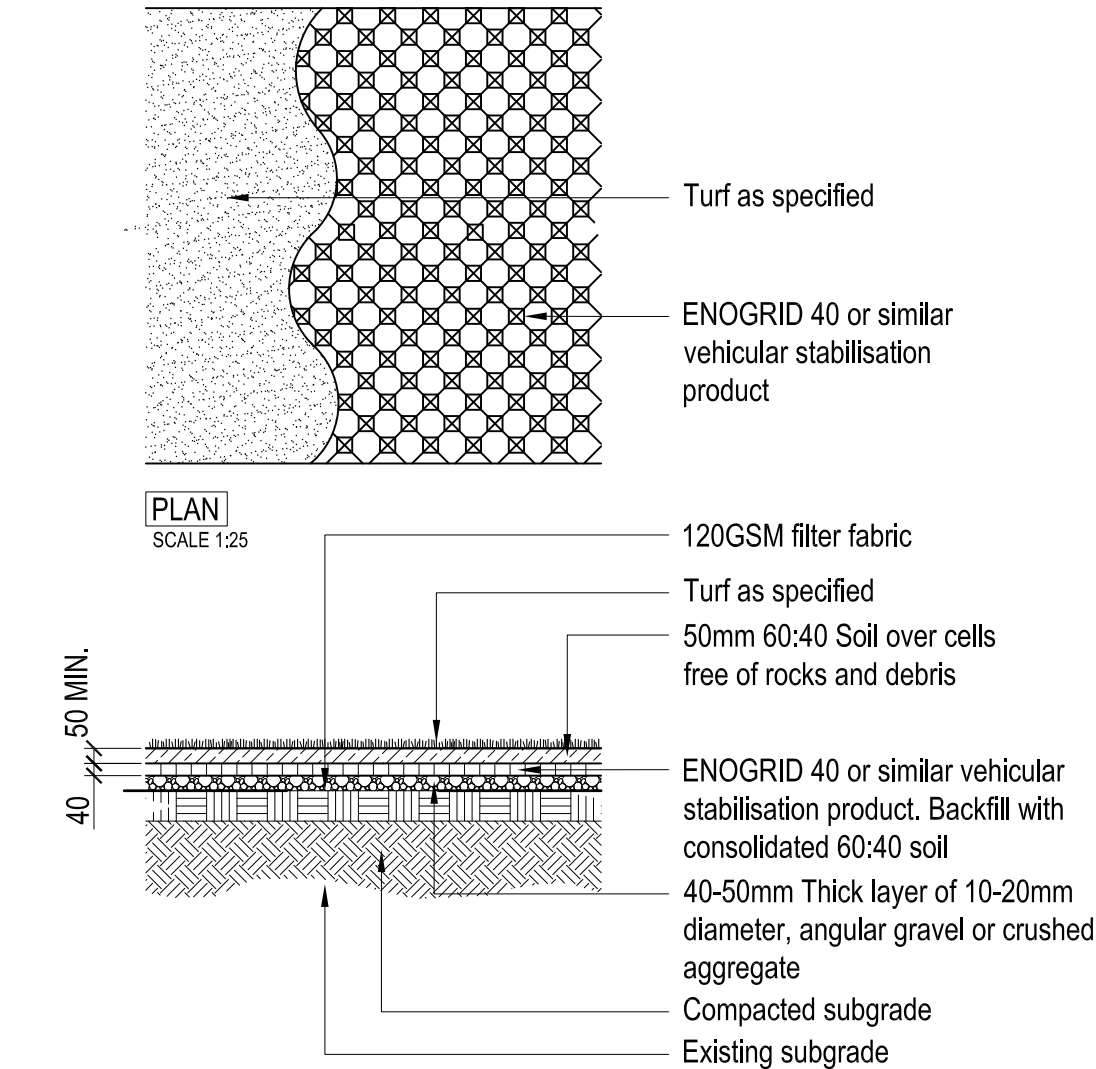 Turf as specified
ENOGRID 40 or similar
vehicular stabilisation
product
PLAN
SCALE 1:25
120GSM filter fabric
Turf as specified
50mm 60:40 Soil over cells
free of rocks and debris
50 MIN.
40
ENOGRID 40 or similar vehicular
stabilisation product. Backfill with
consolidated 60:40 soil
40-50mm Thick layer of 10-20mm
diameter, angular gravel or crushed
aggregate
Compacted subgrade
Existing subgrade